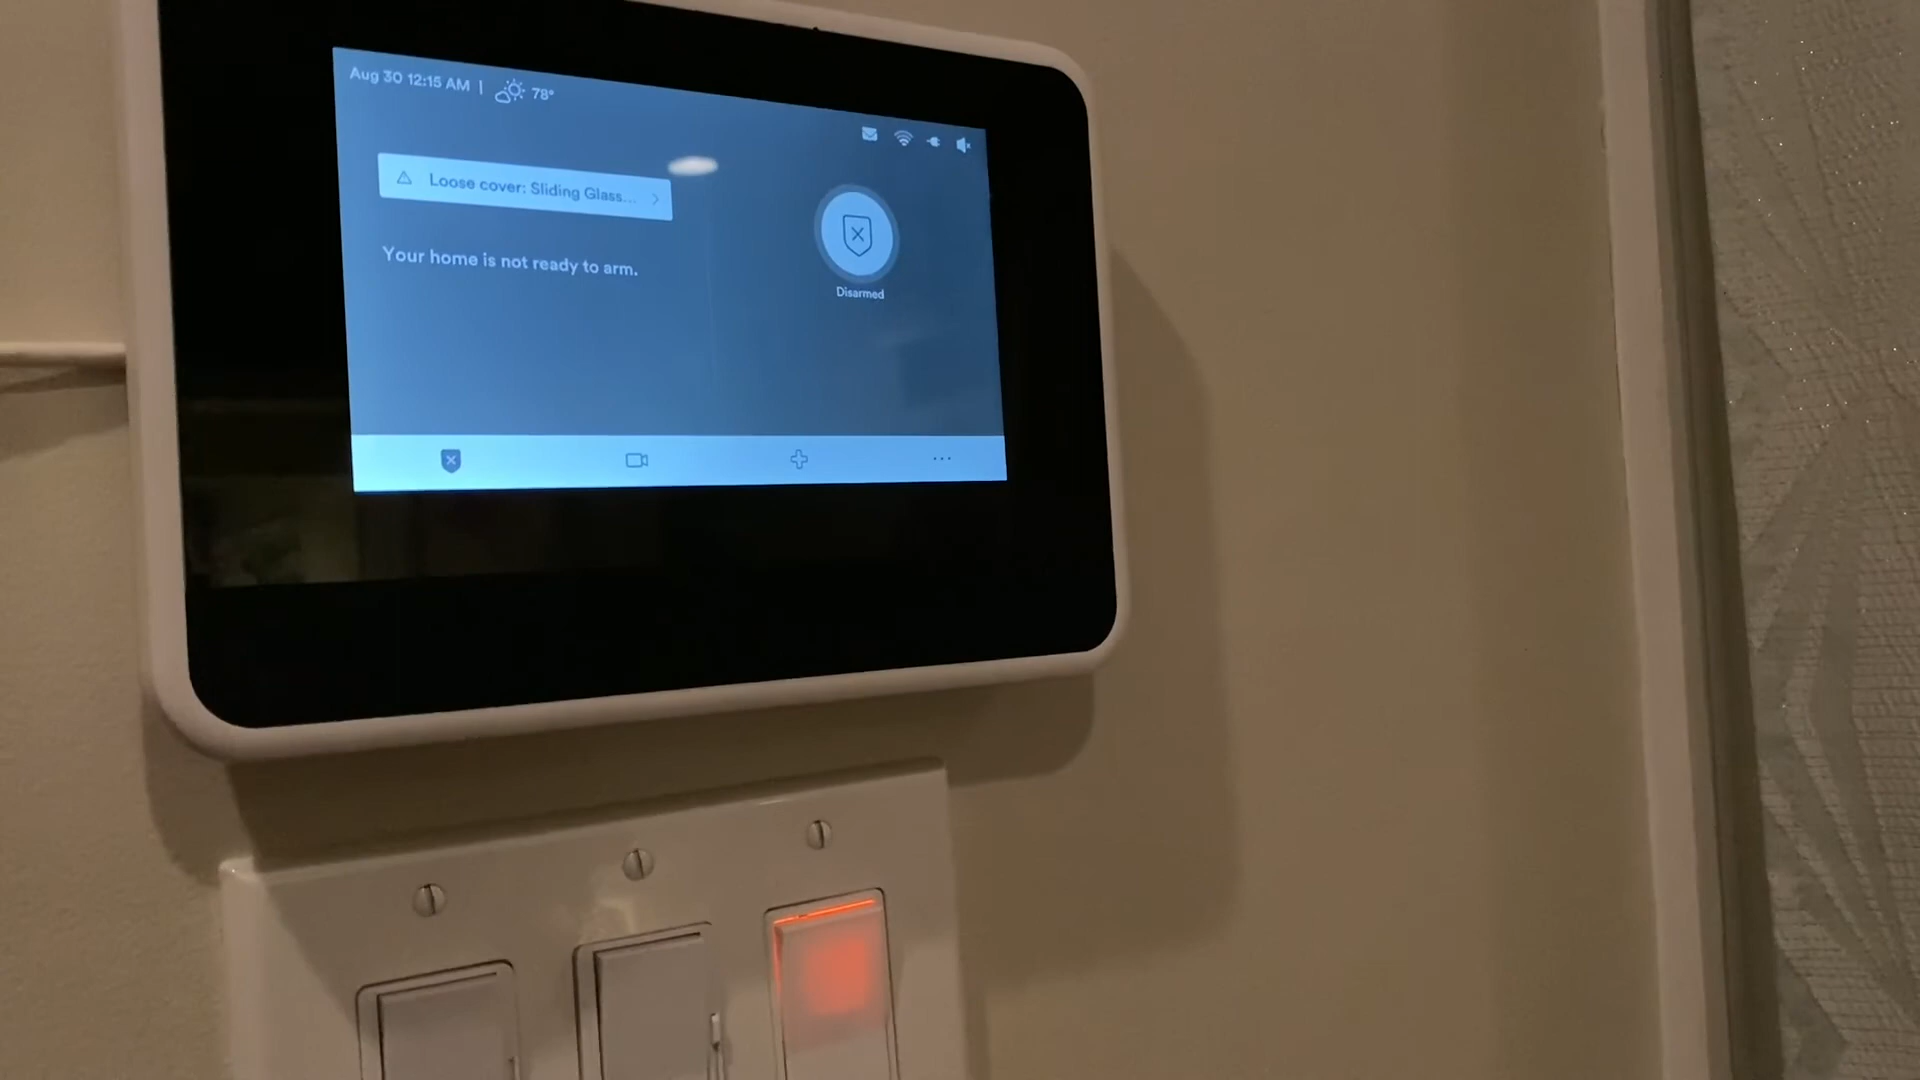 Aug 30 12:15 AM | 78°
Loose cover: Sliding Glass...
Your home is not ready to arm.
Disarmed